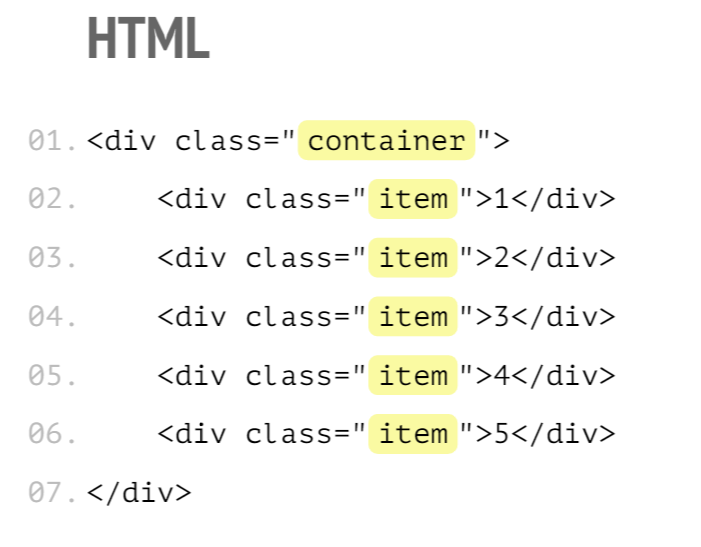 HTML
01. <div class="container">
02.     <div class="item">1</div>
03.     <div class="item">2</div>
04.     <div class="item">3</div>
05.     <div class="item">4</div>
06.     <div class="item">5</div>
07. </div>